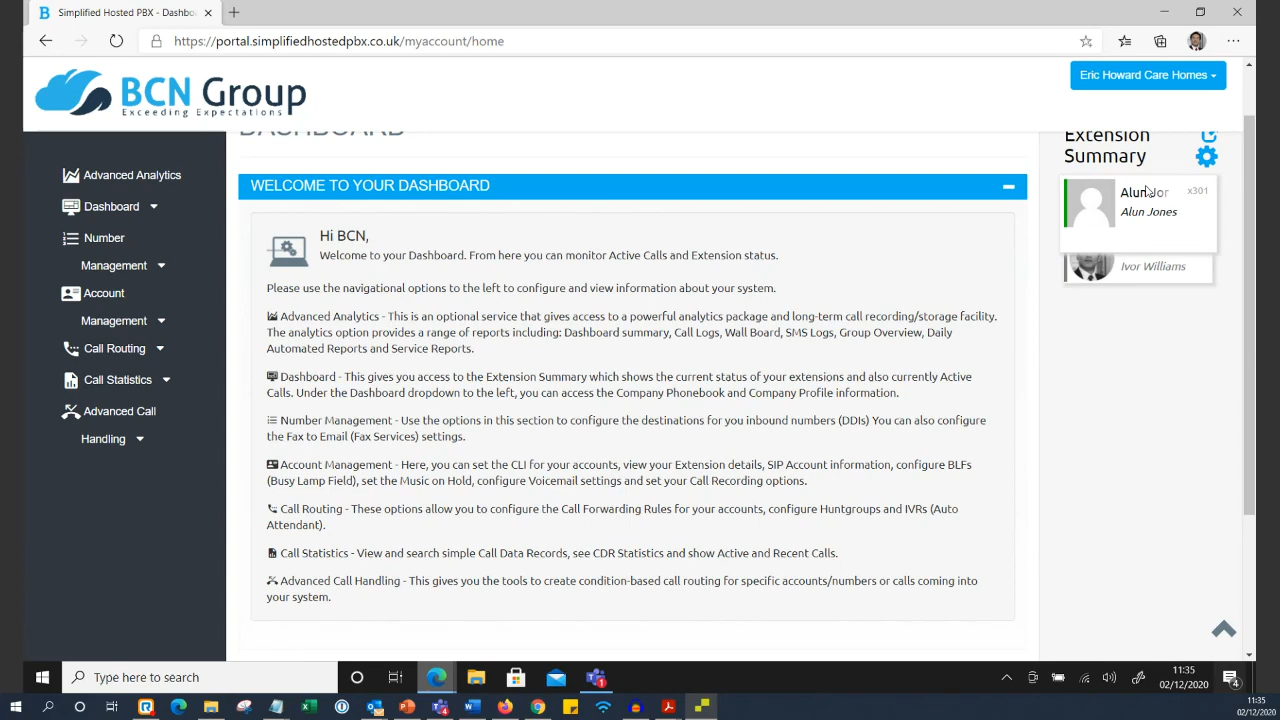 Simplified Hosted PBX - Dashbo
https://portal.simplifiedhostedpbx.co.uk/myaccount/home
BCN Group
Exceeding Expectations
Eric Howard Care Homes
DASHBOARD
Advanced Analytics
Dashboard
Number
Management
Account
Management
Call Routing
Call Statistics
Advanced Call
Handling
WELCOME TO YOUR DASHBOARD
Hi BCN,
Welcome to your Dashboard. From here you can monitor Active Calls and Extension status.
Please use the navigational options to the left to configure and view information about your system.
Advanced Analytics - This is an optional service that gives access to a powerful analytics package and long-term call recording/storage facility.
The analytics option provides a range of reports including: Dashboard summary, Call Logs, Wall Board, SMS Logs, Group Overview, Daily
Automated Reports and Service Reports.
Dashboard - This gives you access to the Extension Summary which shows the current status of your extensions and also currently Active
Calls. Under the Dashboard dropdown to the left, you can access the Company Phonebook and Company Profile information.
Number Management - Use the options in this section to configure the destinations for you inbound numbers (DDIs) You can also configure
the Fax to Email (Fax Services) settings.
Account Management - Here, you can set the CLI for your accounts, view your Extension details, SIP Account information, configure BLFs
(Busy Lamp Field), set the Music on Hold, configure Voicemail settings and set your Call Recording options.
Call Routing - These options allow you to configure the Call Forwarding Rules for your accounts, configure Huntgroups and IVRs (Auto
Attendant).
Call Statistics - View and search simple Call Data Records, see CDR Statistics and show Active and Recent Calls.
Advanced Call Handling - This gives you the tools to create condition-based call routing for specific accounts/numbers or calls coming into
your system.
Extension
Summary
Alun Jor x301
Alun Jones
Ivor Williams
Type here to search
11:35
02/12/2020
4
11:35
02/12/2020